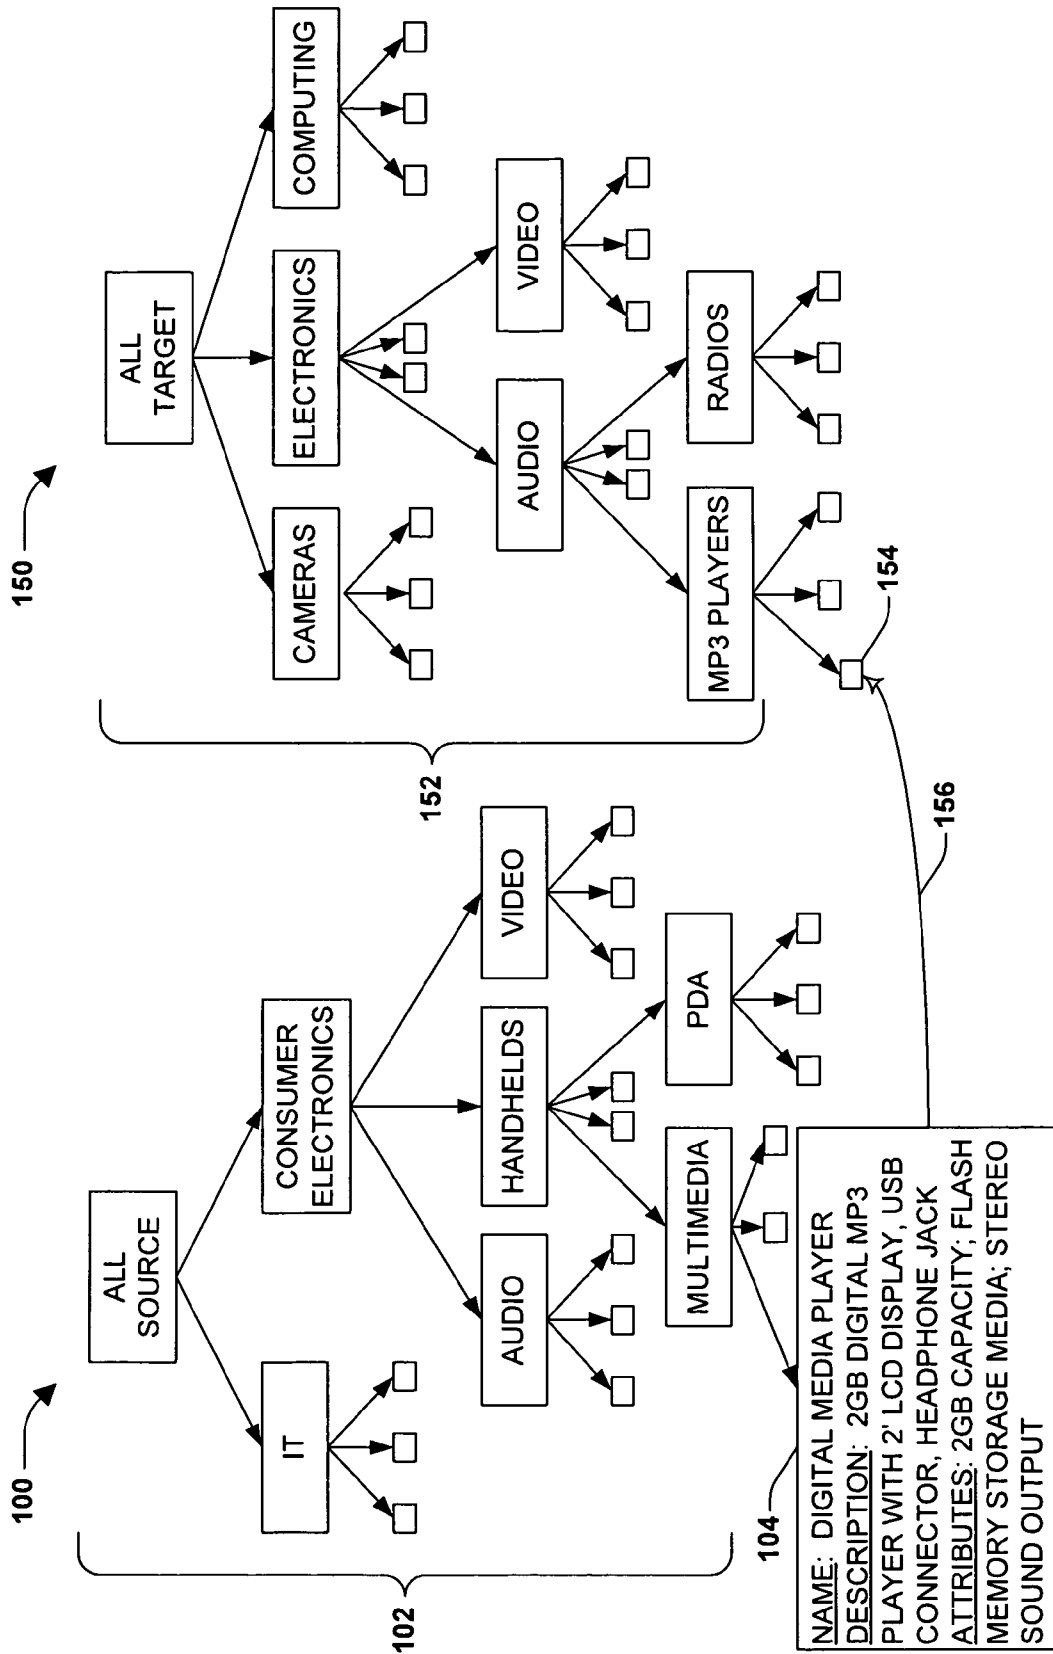 100
ALL
SOURCE
IT
CONSUMER
ELECTRONICS
AUDIO
HANDHELDS
VIDEO
MULTIMEDIA
PDA
102
104
NAME: DIGITAL MEDIA PLAYER
DESCRIPTION: 2GB DIGITAL MP3
PLAYER WITH 2' LCD DISPLAY, USB
CONNECTOR, HEADPHONE JACK
ATTRIBUTES: 2GB CAPACITY; FLASH
MEMORY STORAGE MEDIA; STEREO
SOUND OUTPUT
150
ALL
TARGET
CAMERAS
ELECTRONICS
COMPUTING
AUDIO
VIDEO
MP3 PLAYERS
RADIOS
152
154
156